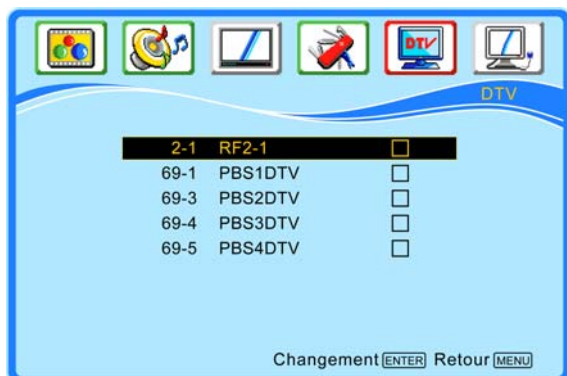 DTV
DTV
2-1 RF2-1
69-1 PBS1DTV
69-3 PBS2DTV
69-4 PBS3DTV
69-5 PBS4DTV
Changement ENTER Retour MENU